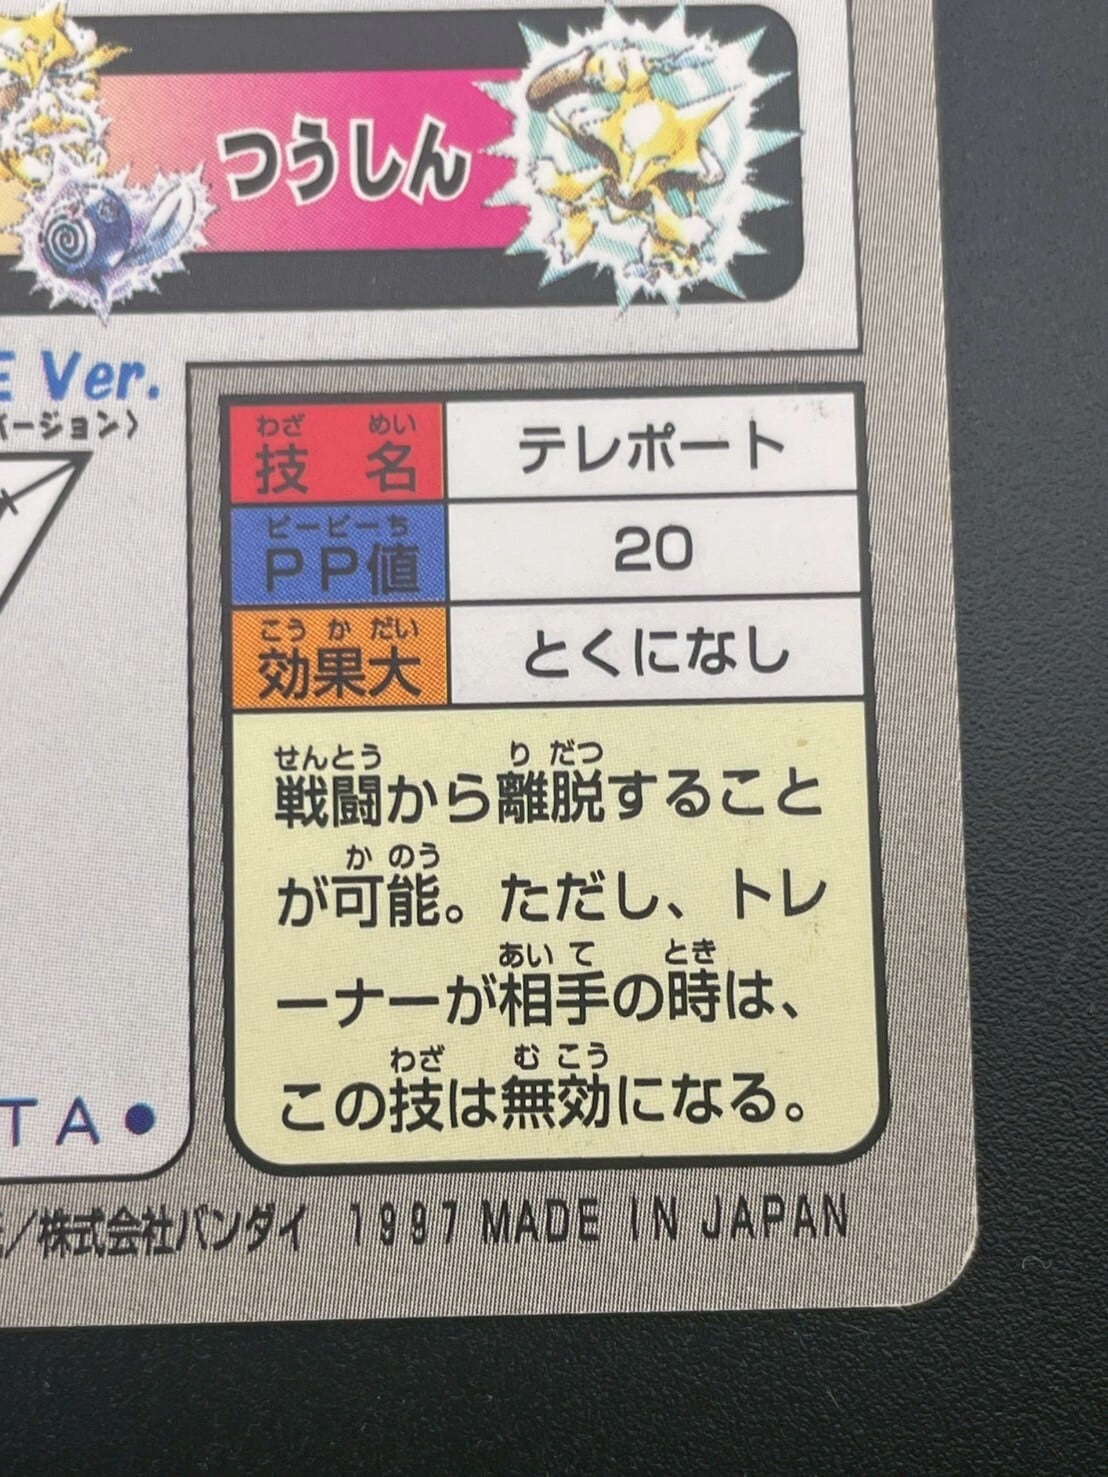 つうしん
E Ver.
バージョン〉
わざ めい
技名
テレポート
ピーピーち
PP値
20
こう か だい
効果大
とくになし
せんとう り だつ
戦闘から離脱すること
か のう
が可能。ただし、トレ
あい て とき
ーナーが相手の時は、
わざ む こう
この技は無効になる。
TA●
/株式会社バンダイ 1997 MADE IN JAPAN